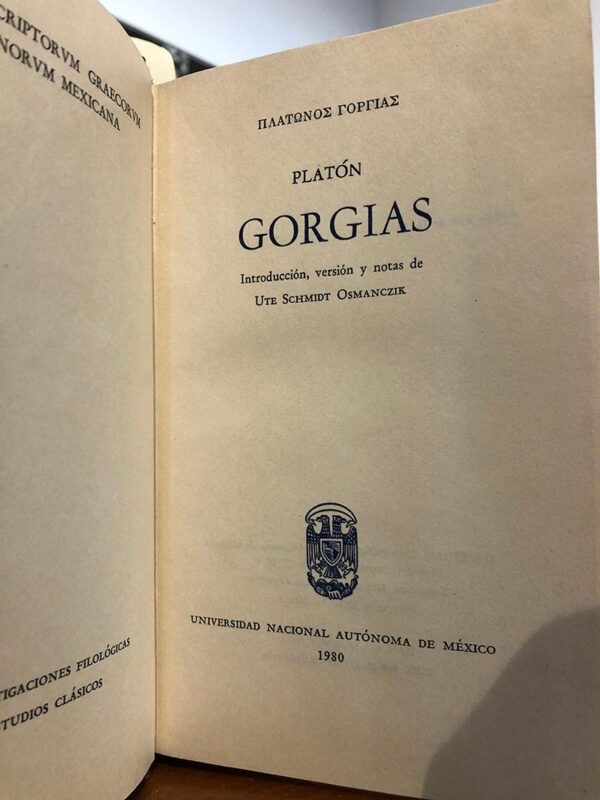 CRIPTORVM GRAECORVM
NORVM MEXICANA
TIGACIONES FILOLÓGICAS
STUDIOS CLÁSICOS
ΠΛΑΤΩΝΟΣ ΓΟΡΓΙΑΣ
PLATÓN
GORGIAS
Introducción, versión y notas de
UTE SCHMIDT OSMANCZIK
UNIVERSIDAD NACIONAL AUTÓNOMA DE MÉXICO
1980